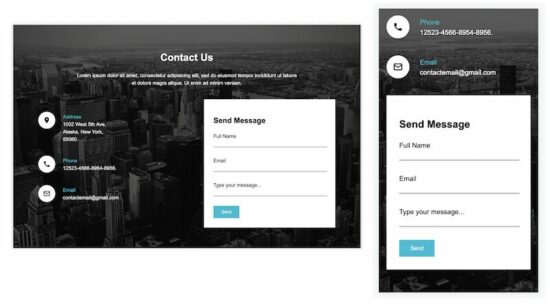 Contact Us
Lorem ipsum dolor sit amet, consectetur adipiscing elit, sed do eiusmod tempor incididunt ut labore
et dolore magna aliqua. Ut enim ad minim veniam.
Address
1002 West 5th Ave,
Alaska, New York,
55060.
Phone
12523-4566-8954-8956.
Email
contactemail@gmail.com
Send Message
Full Name
Email
Type your message...
Send
Phone
12523-4566-8954-8956.
Email
contactemail@gmail.com
Send Message
Full Name
Email
Type your message...
Send